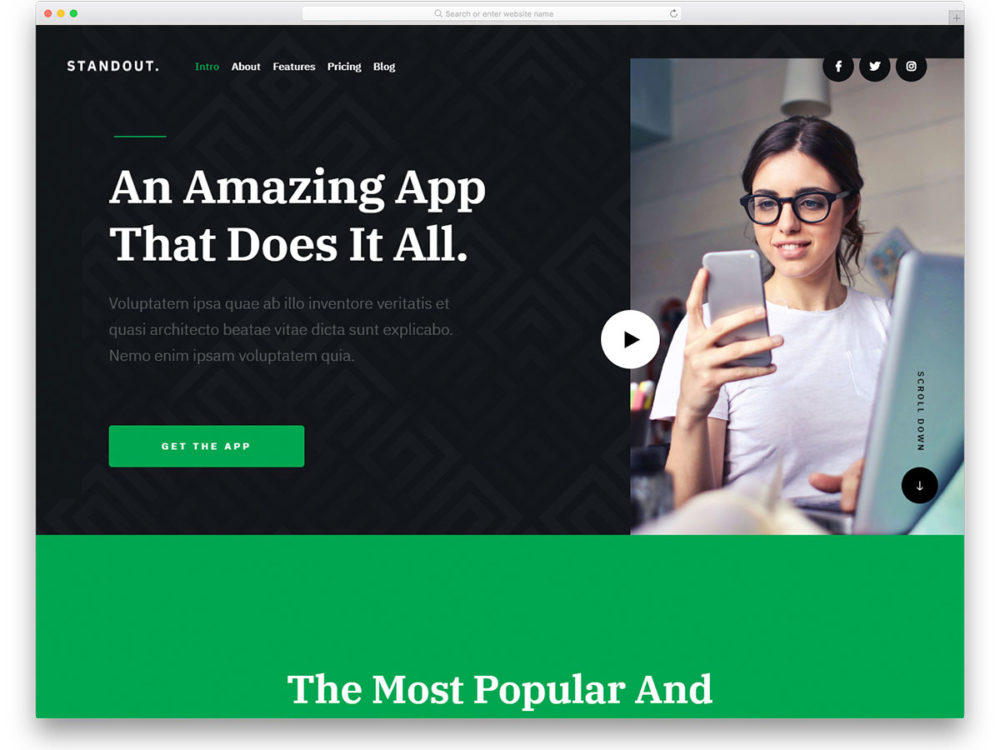 Search or enter website name
STANDOUT.
Intro About Features Pricing Blog
An Amazing App
That Does It All.
Voluptatem ipsa quae ab illo inventore veritatis et
quasi architecto beatae vitae dicta sunt explicabo.
Nemo enim ipsam voluptatem quia.
GET THE APP
SCROLL DOWN
The Most Popular And